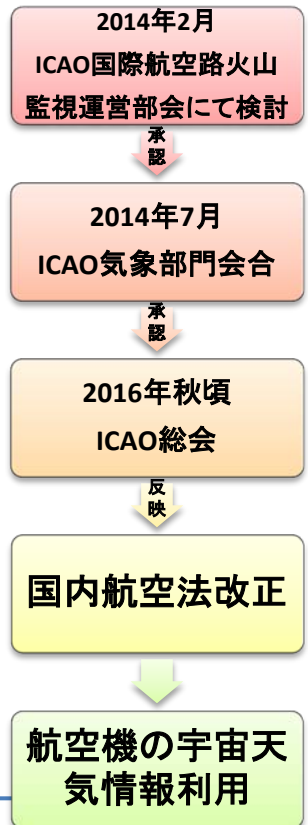 2014年2月
ICAO国際航空路火山
監視運営部会にて検討
承
認
2014年7月
ICAO気象部門会合
承
認
2016年秋頃
ICAO総会
反
映
国内航空法改正
航空機の宇宙天
気情報利用